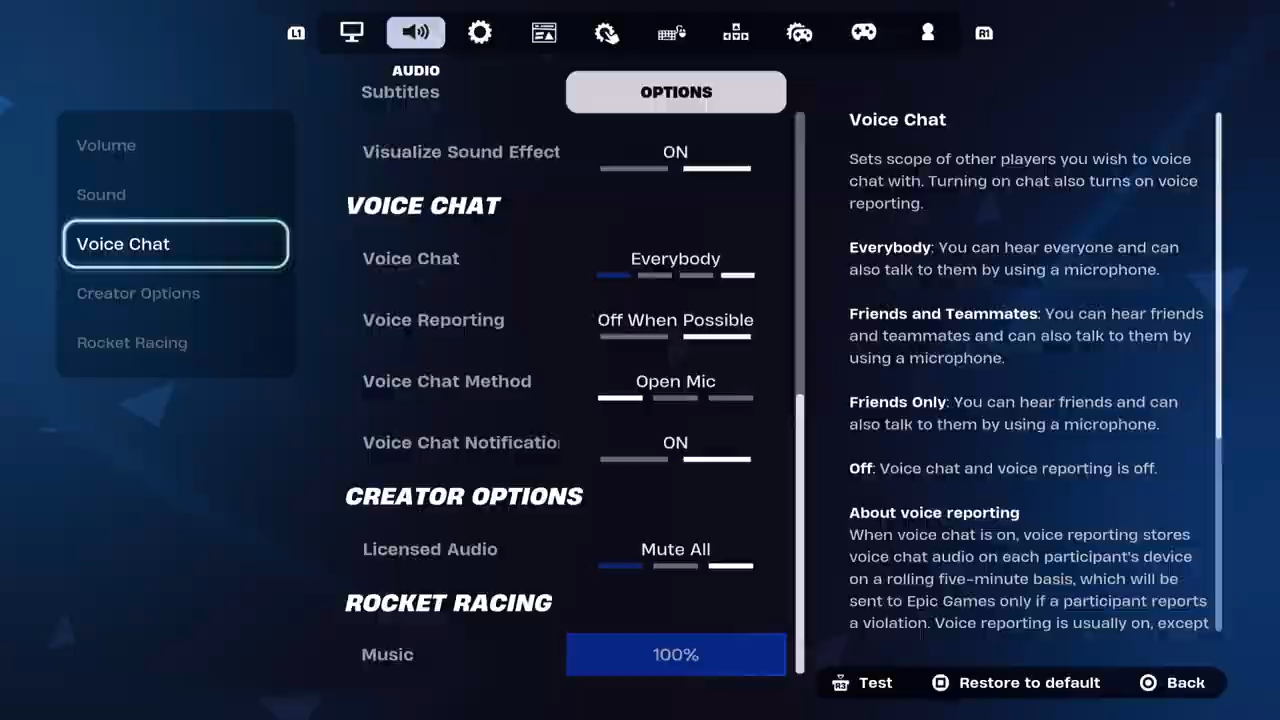 L1
R1
AUDIO
Subtitles
OPTIONS
Volume
Sound
Voice Chat
Creator Options
Rocket Racing
Visualize Sound Effect
ON
VOICE CHAT
Voice Chat
Everybody
Voice Reporting
Off When Possible
Voice Chat Method
Open Mic
Voice Chat Notificatio
ON
CREATOR OPTIONS
Licensed Audio
Mute All
ROCKET RACING
Music
100%
Voice Chat
Sets scope of other players you wish to voice
chat with. Turning on chat also turns on voice
reporting.
Everybody: You can hear everyone and can
also talk to them by using a microphone.
Friends and Teammates: You can hear friends
and teammates and can also talk to them by
using a microphone.
Friends Only: You can hear friends and can
also talk to them by using a microphone.
Off: Voice chat and voice reporting is off.
About voice reporting
When voice chat is on, voice reporting stores
voice chat audio on each participant's device
on a rolling five-minute basis, which will be
sent to Epic Games only if a participant reports
a violation. Voice reporting is usually on, except
R3
Test
Restore to default
Back